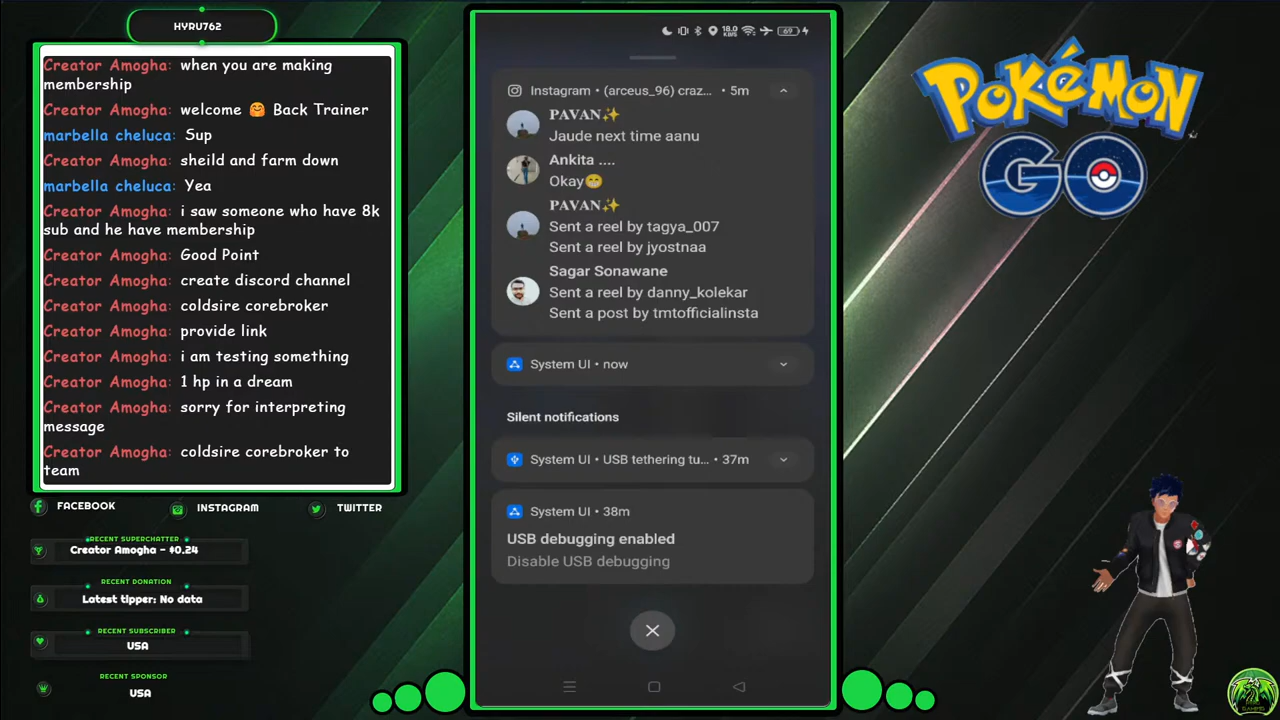 HYRU762
Creator Amogha: when you are making
membership
Creator Amogha: welcome 🤗 Back Trainer
marbella cheluca: Sup
Creator Amogha: sheild and farm down
marbella cheluca: Yea
Creator Amogha: i saw someone who have 8k
sub and he have membership
Creator Amogha: Good Point
Creator Amogha: create discord channel
Creator Amogha: coldsire corebroker
Creator Amogha: provide link
Creator Amogha: i am testing something
Creator Amogha: 1 hp in a dream
Creator Amogha: sorry for interpreting
message
Creator Amogha: coldsire corebroker to
team
FACEBOOK
INSTAGRAM
TWITTER
RECENT SUPERCHATTER
Creator Amogha - $0.24
RECENT DONATION
Latest tipper: No data
RECENT SUBSCRIBER
USA
RECENT SPONSOR
USA
18.0
KB/S
69
Instagram • (arceus_96) craz... • 5m
PAVAN✨
Jaude next time aanu
Ankita ....
Okay😁
PAVAN✨
Sent a reel by tagya_007
Sent a reel by jyostnaa
Sagar Sonawane
Sent a reel by danny_kolekar
Sent a post by tmtofficialinsta
System UI • now
Silent notifications
System UI • USB tethering tu... • 37m
System UI • 38m
USB debugging enabled
Disable USB debugging
POKéMON
GO